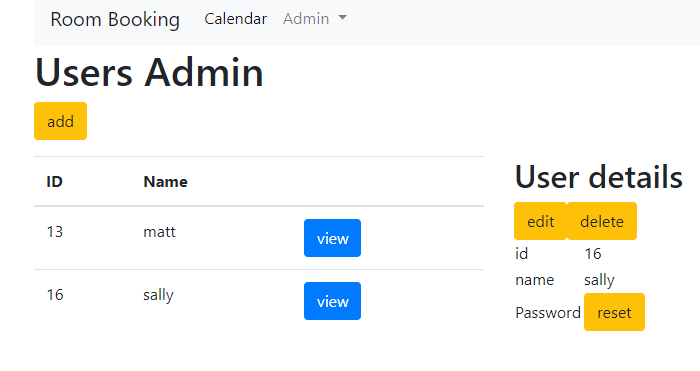 Room Booking Calendar Admin
Users Admin
add
ID Name
13 matt view
16 sally view
User details
edit delete
id 16
name sally
Password reset